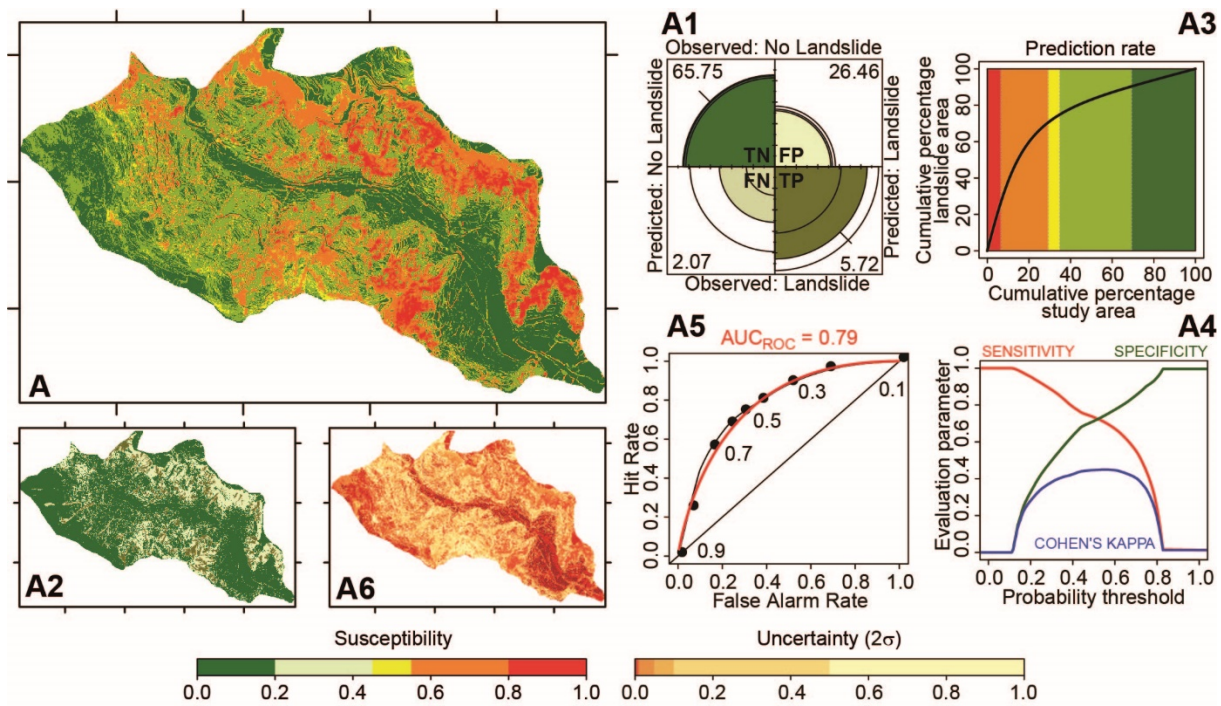 A
A1
Observed: No Landslide
65.75
26.46
Predicted: No Landslide
Predicted: Landslide
TN FP
FN TP
2.07
5.72
Observed: Landslide
A3
Prediction rate
Cumulative percentage
landslide area
100
80
60
40
20
0
0 20 40 60 80 100
Cumulative percentage
study area
A2
A6
A5
AUCROC = 0.79
Hit Rate
1.0
0.8
0.6
0.4
0.2
0.0
0.1
0.3
0.5
0.7
0.9
0.0 0.2 0.4 0.6 0.8 1.0
False Alarm Rate
A4
SENSITIVITY
SPECIFICITY
Evaluation parameter
1.0
0.8
0.6
0.4
0.2
0.0
COHEN'S KAPPA
0.0 0.2 0.4 0.6 0.8 1.0
Probability threshold
Susceptibility
0.0 0.2 0.4 0.6 0.8 1.0
Uncertainty (2σ)
0.0 0.2 0.4 0.6 0.8 1.0